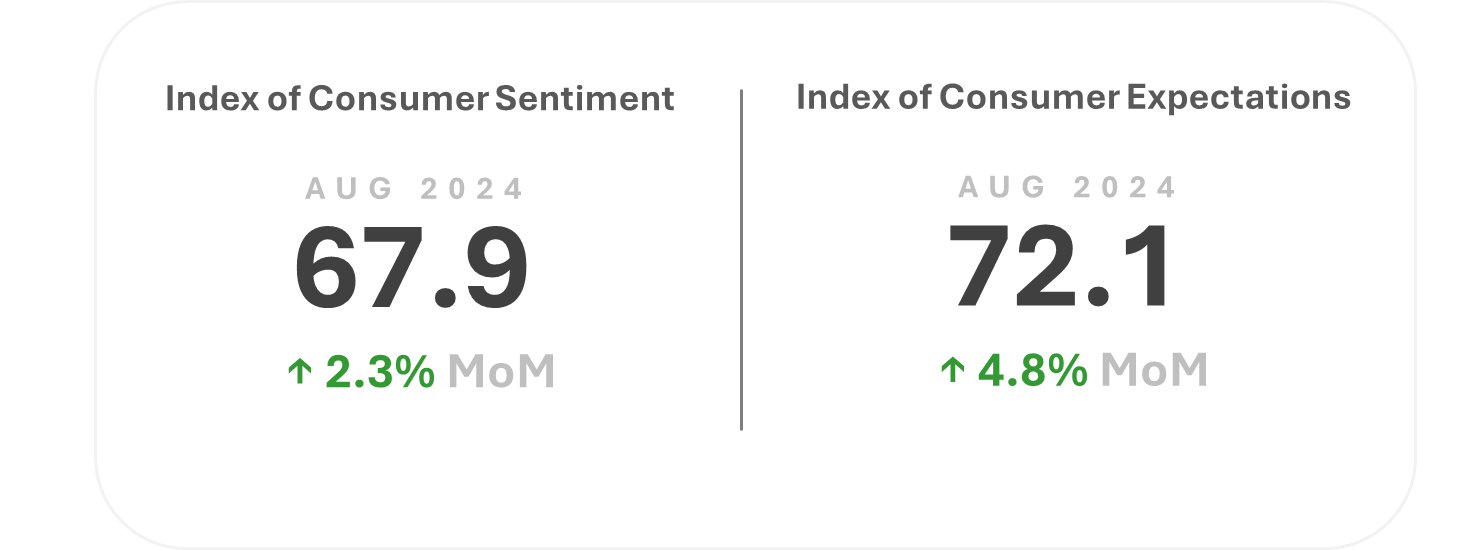 Index of Consumer Sentiment
AUG 2024
67.9
↑ 2.3% MoM
Index of Consumer Expectations
AUG 2024
72.1
↑ 4.8% MoM